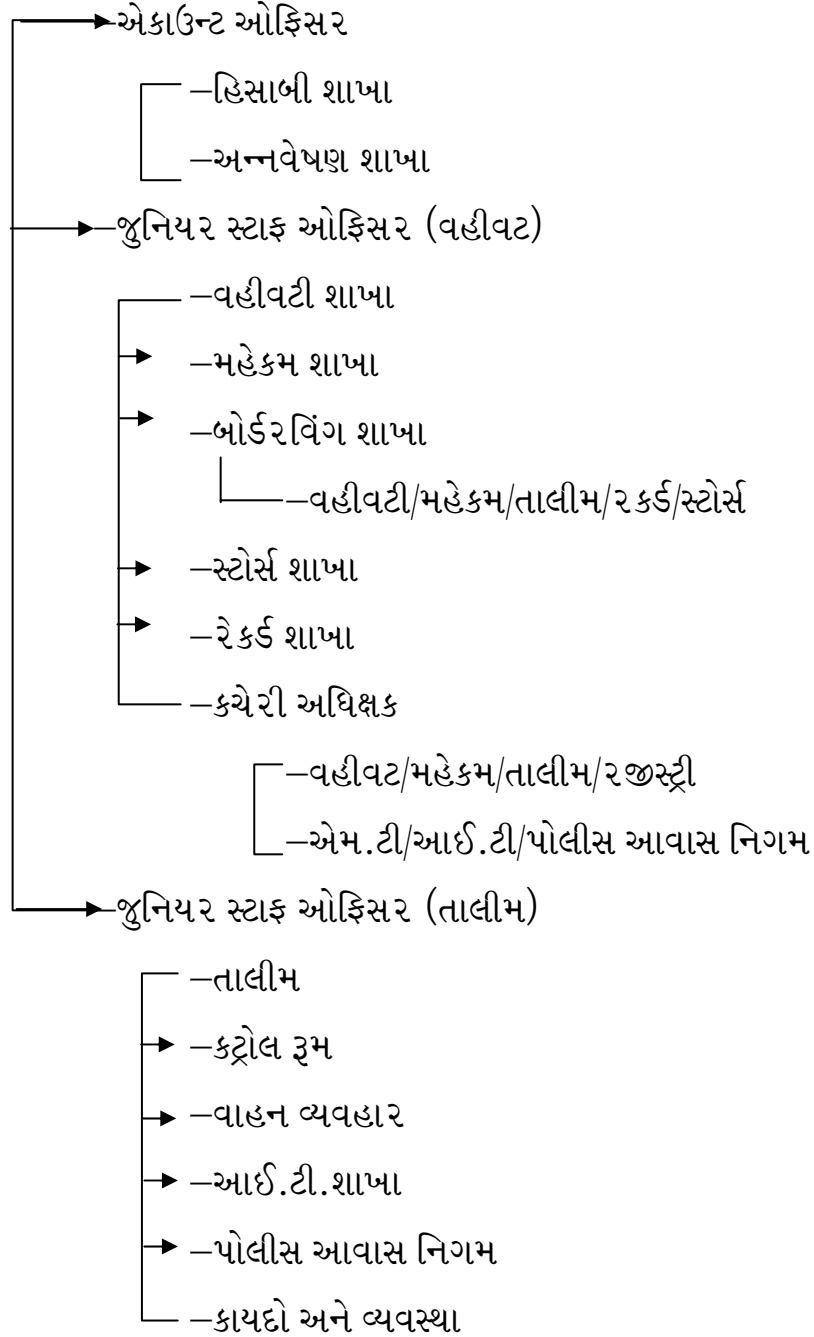 –એકાઉન્ટ ઓફિસર
–હિસાબી શાખા
–અન્નવેષણ શાખા
–જુનિયર સ્ટાફ ઓફિસર (વહીવટ)
–વહીવટી શાખા
–મહેકમ શાખા
–બોર્ડરવિંગ શાખા
–વહીવટી/મહેકમ/તાલીમ/રકર્ડ/સ્ટોર્સ
–સ્ટોર્સ શાખા
–રેકર્ડ શાખા
–કચેરી અધિક્ષક
–વહીવટ/મહેકમ/તાલીમ/રજીસ્ટ્રી
–એમ.ટી/આઈ.ટી/પોલીસ આવાસ નિગમ
–જુનિયર સ્ટાફ ઓફિસર (તાલીમ)
–તાલીમ
–કટ્રોલ રૂમ
–વાહન વ્યવહાર
–આઈ.ટી.શાખા
–પોલીસ આવાસ નિગમ
–કાયદો અને વ્યવસ્થા